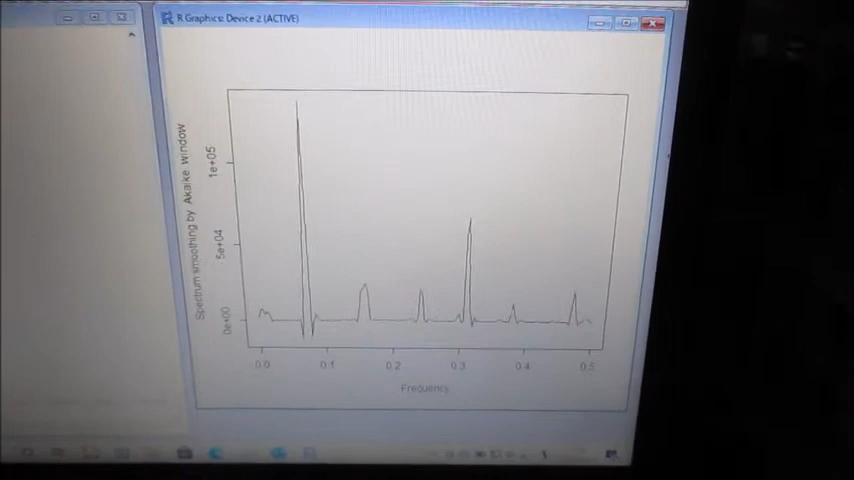 R Graphics: Device 2 (ACTIVE)
Spectrum smoothing by Akaike window
1e+05
5e+04
0e+00
0.0 0.1 0.2 0.3 0.4 0.5
Frequency